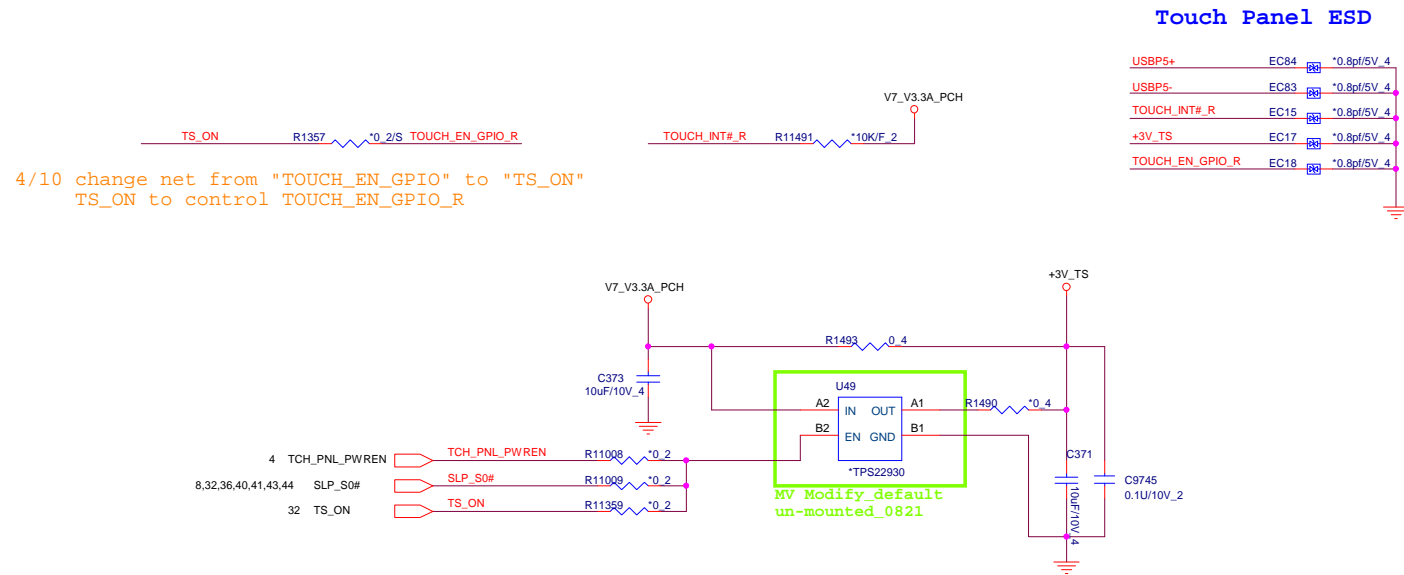 Touch Panel ESD
USBP5+ EC84 *0.8pf/5V_4
USBP5- EC83 *0.8pf/5V_4
TOUCH_INT#_R EC15 *0.8pf/5V_4
+3V_TS EC17 *0.8pf/5V_4
TOUCH_EN_GPIO_R EC18 *0.8pf/5V_4
V7_V3.3A_PCH
TS_ON R1357 *0_2/S TOUCH_EN_GPIO_R
TOUCH_INT#_R R11491 *10K/F_2
4/10 change net from "TOUCH_EN_GPIO" to "TS_ON"
TS_ON to control TOUCH_EN_GPIO_R
V7_V3.3A_PCH
+3V_TS
R1493 0_4
C373
10uF/10V_4
U49
A2 IN OUT A1
R1490 *0_4
B2 EN GND B1
*TPS22930
MV Modify_default
un-mounted_0821
4 TCH_PNL_PWREN TCH_PNL_PWREN R11008 *0_2
8,32,36,40,41,43,44 SLP_S0# SLP_S0# R11009 *0_2
32 TS_ON TS_ON R11359 *0_2
C371
10uF/10V_4
C9745
0.1U/10V_2